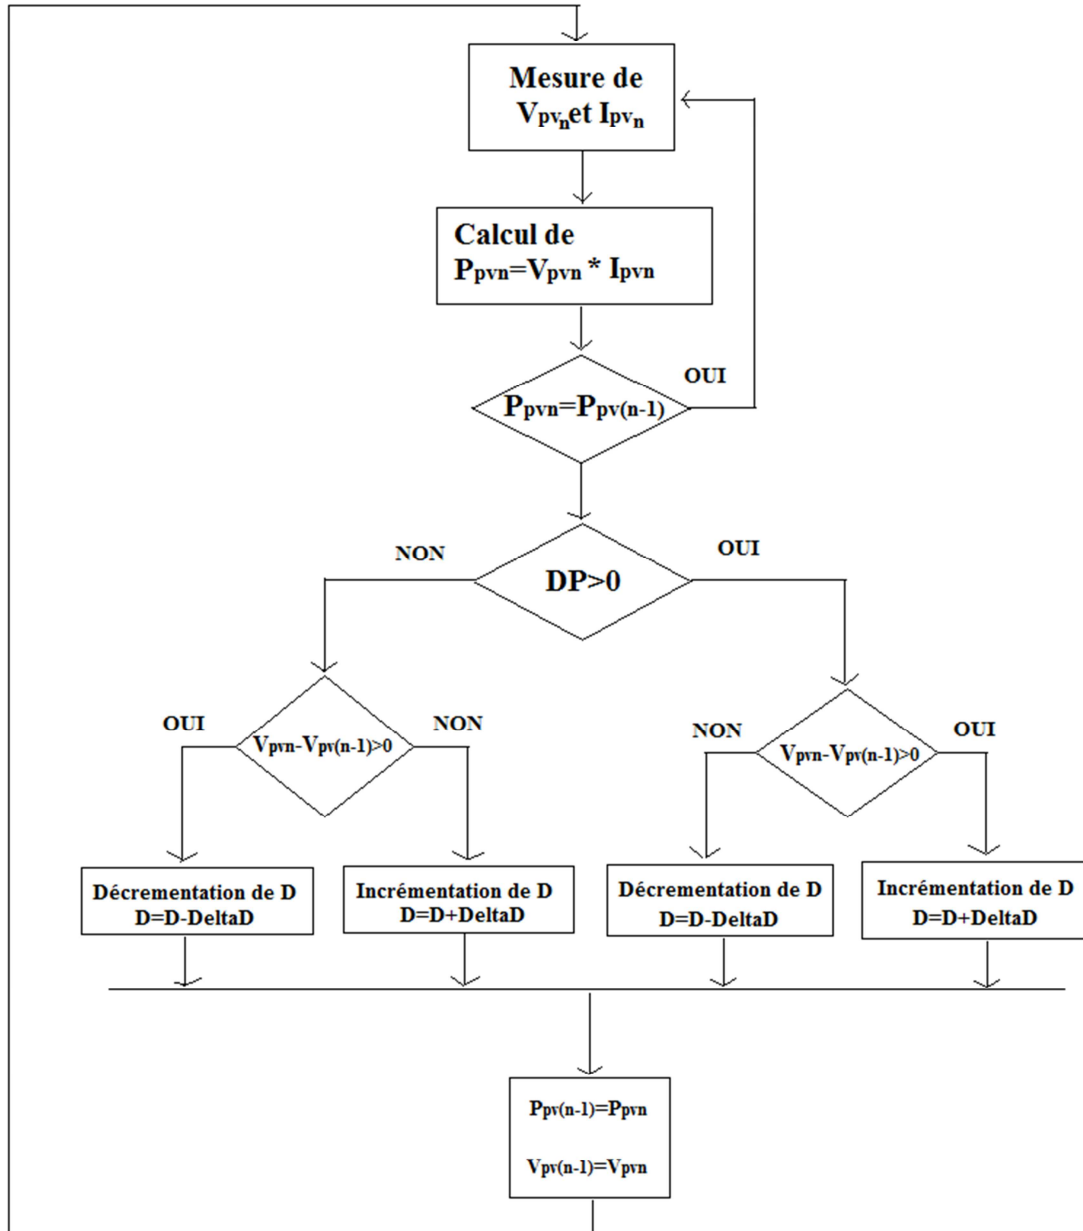 Mesure de
Vpvn et Ipvn
Calcul de
Ppvn=Vpvn * Ipvn
OUI
Ppvn=Ppv(n-1)
NON
OUI
DP>0
OUI
Vpvn-Vpv(n-1)>0
NON
NON
Vpvn-Vpv(n-1)>0
OUI
Décrementation de D
D=D-DeltaD
Incrémentation de D
D=D+DeltaD
Décrementation de D
D=D-DeltaD
Incrémentation de D
D=D+DeltaD
Ppv(n-1)=Ppvn
Vpv(n-1)=Vpvn